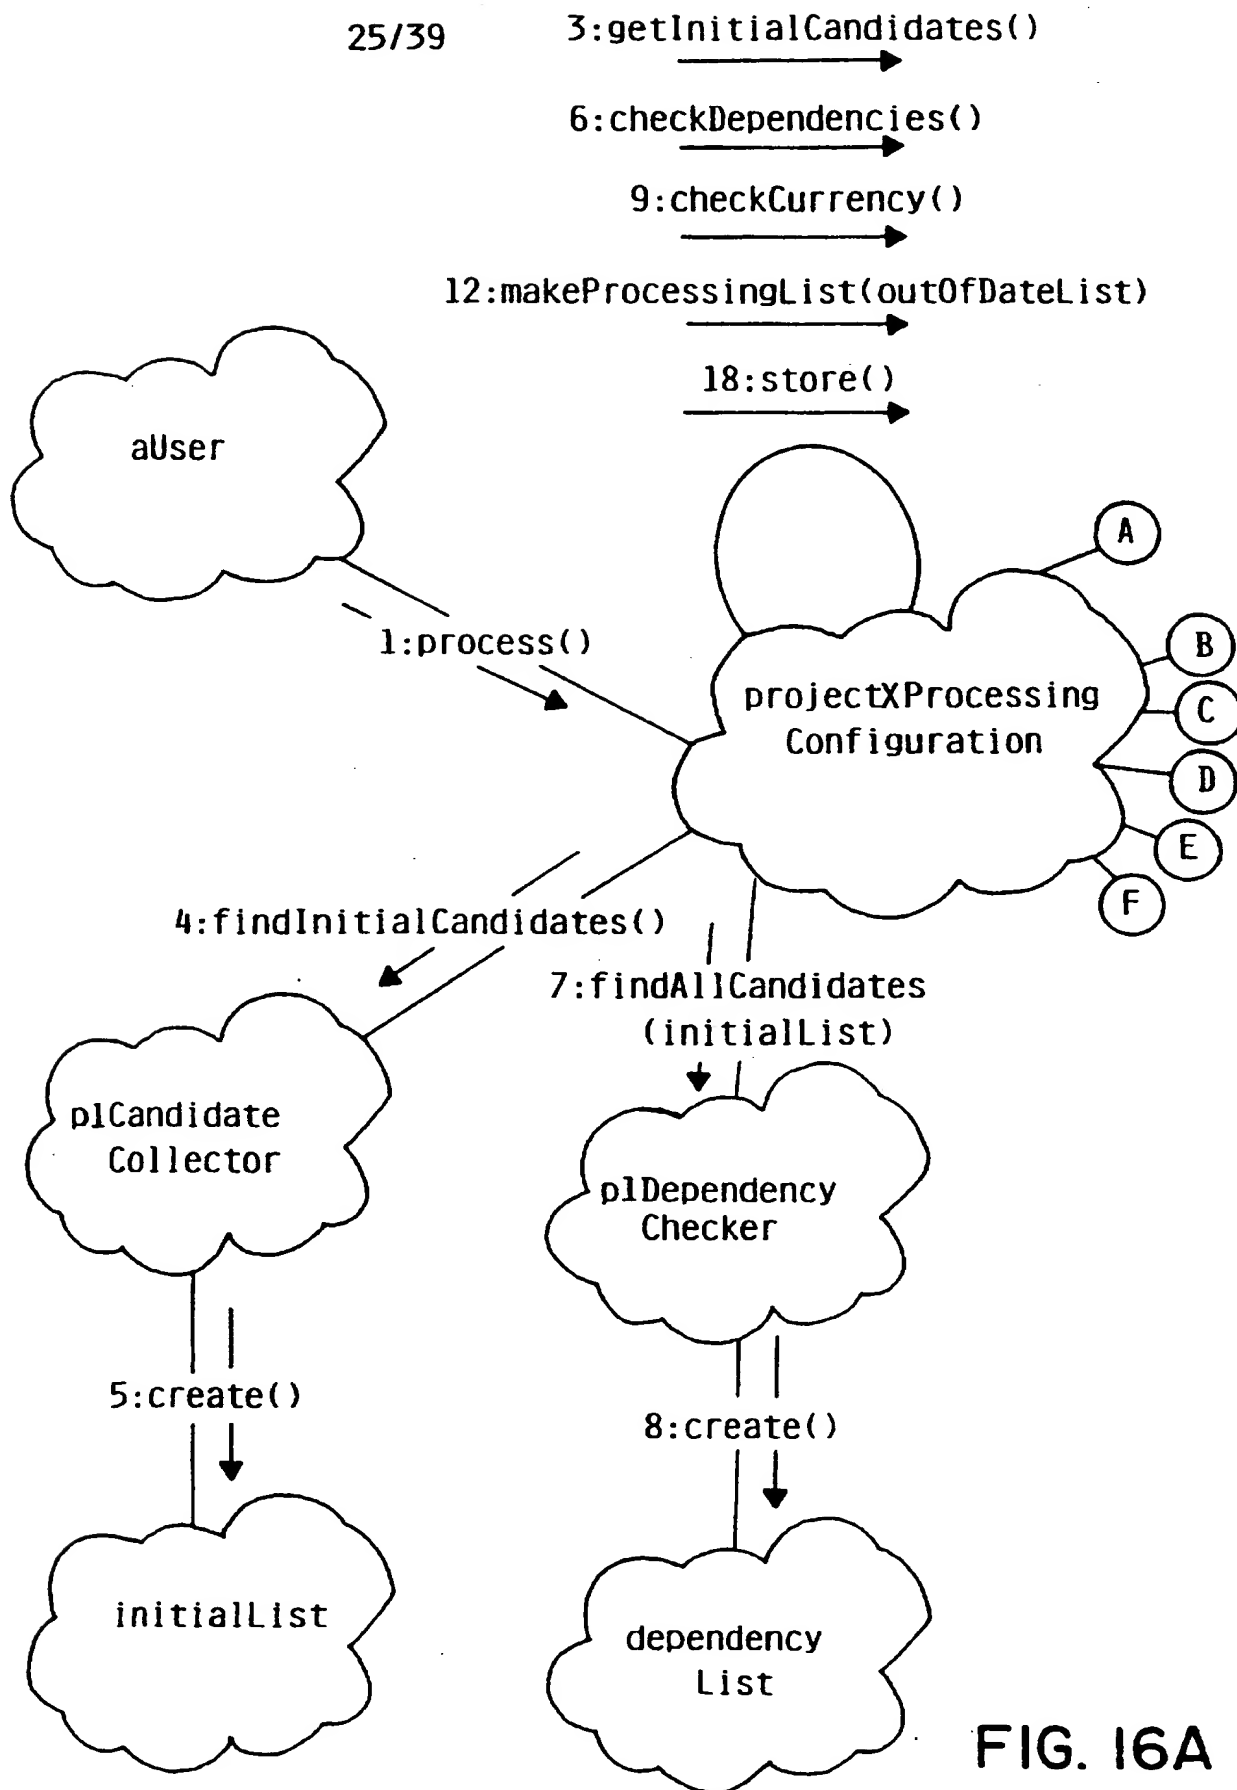 25/39
3:getInitialCandidates()
6:checkDependencies()
9:checkCurrency()
12:makeProcessingList(outOfDateList)
18:store()
aUser
A
1:process()
B
projectXProcessing
Configuration
C
D
E
F
4:findInitialCandidates()
7:findAllCandidates
(initialList)
plCandidate
Collector
plDependency
Checker
5:create()
8:create()
initialList
dependency
List
FIG. 16A